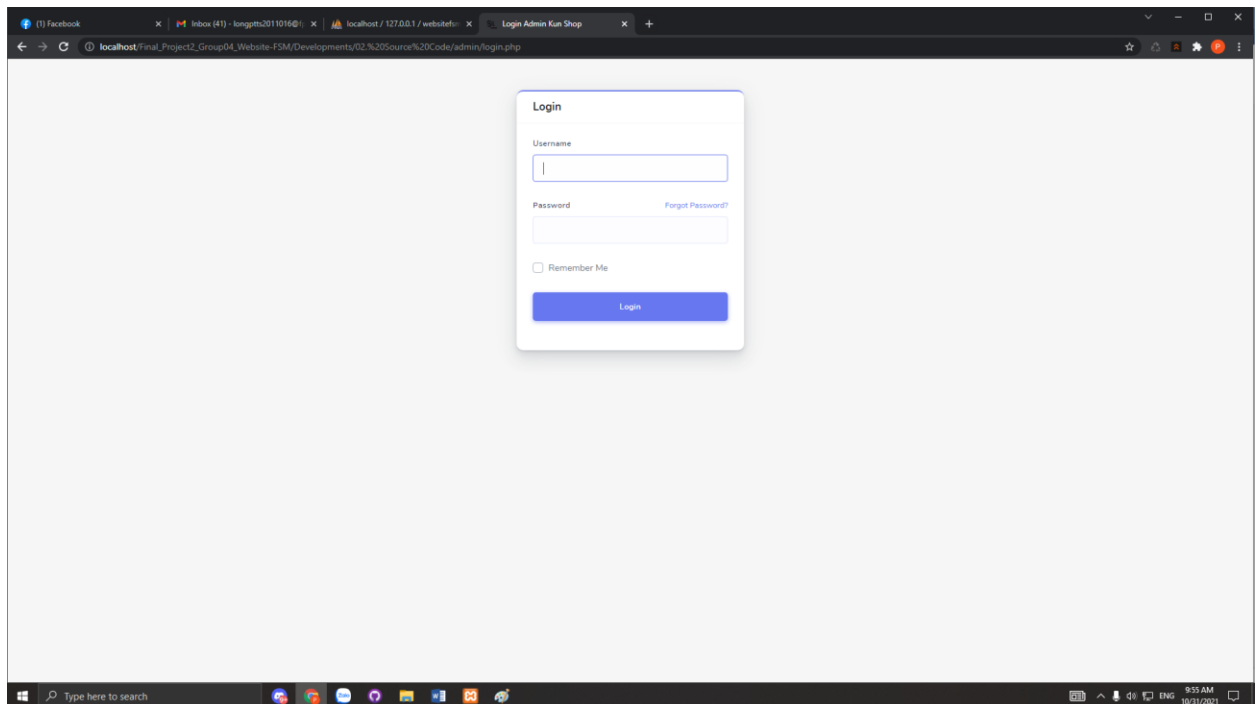 (1) Facebook
Inbox (41) - longptts2011016@f
localhost / 127.0.0.1 / websitefs
Login Admin Kun Shop
localhost/Final_Project2_Group04_Website-FSM/Developments/02.%20Source%20Code/admin/login.php
P
Login
Username
Password
Forgot Password?
Remember Me
Login
Type here to search
Zalo
ENG
9:55 AM
10/31/2021